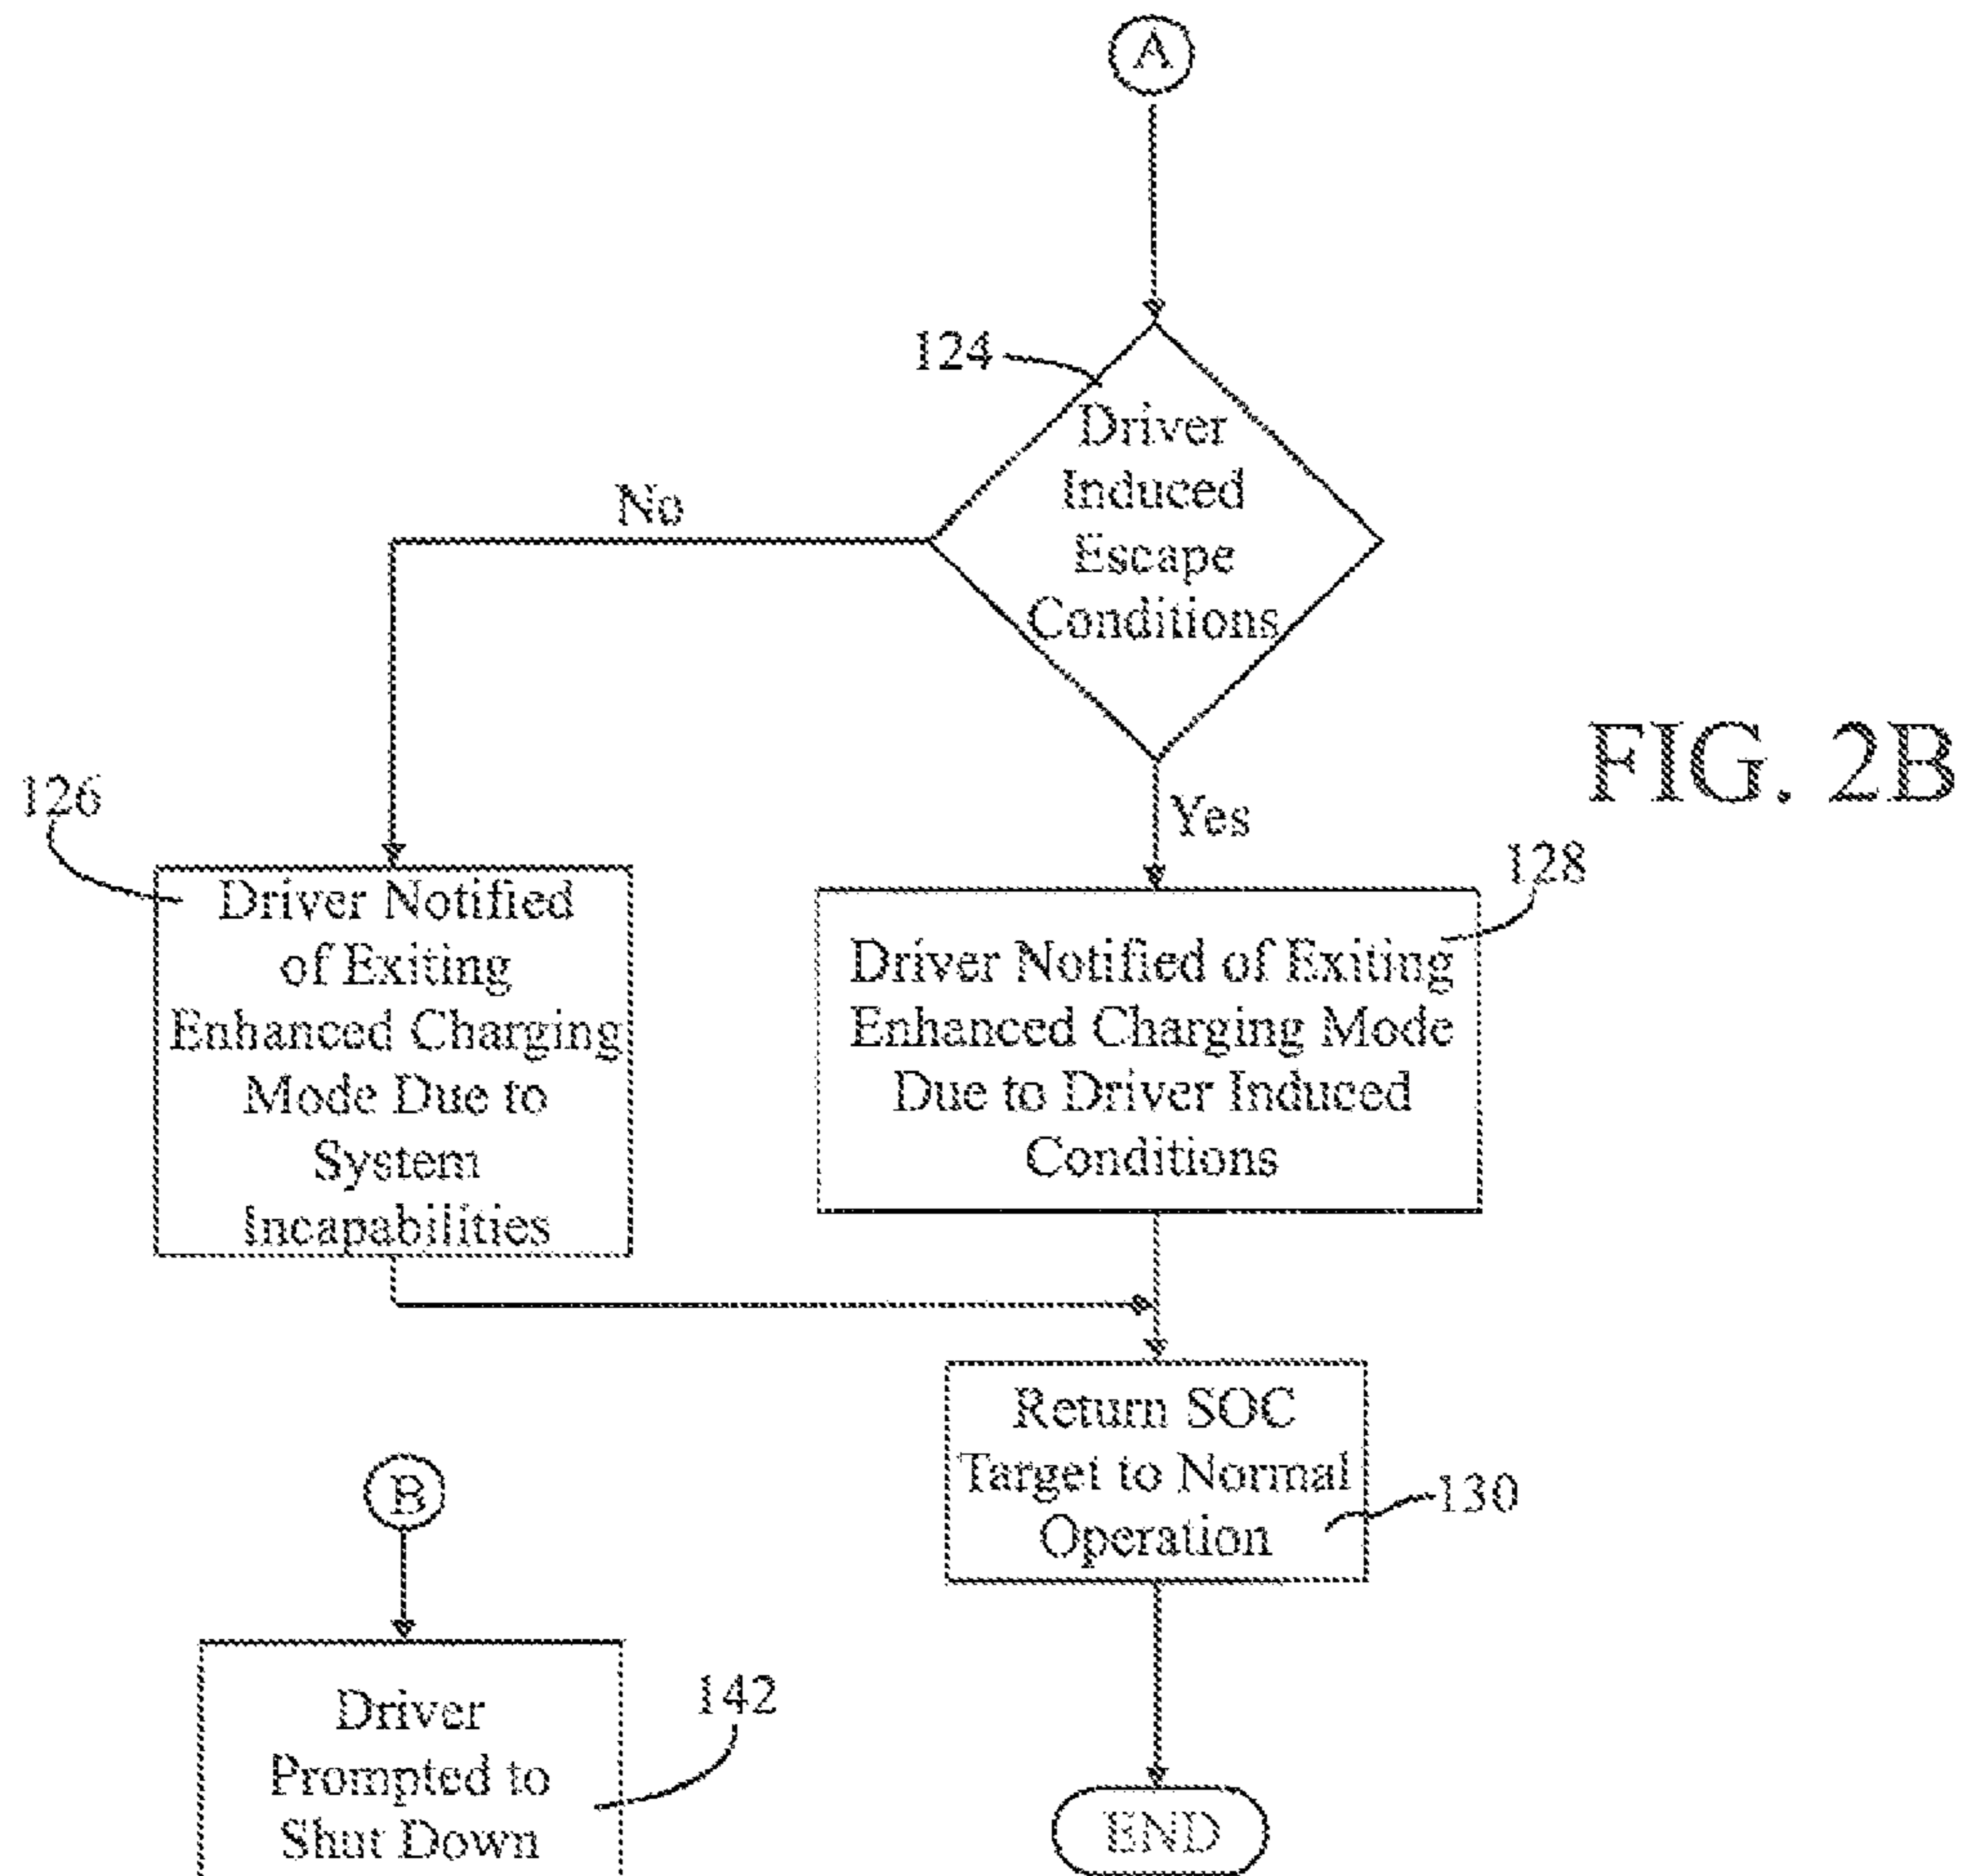 A
124
Driver
Induced
Escape
Conditions
No
Yes
FIG. 2B
126
Driver Notified
of Exiting
Enhanced Charging
Mode Due to
System
Incapabilities
128
Driver Notified of Exiting
Enhanced Charging Mode
Due to Driver Induced
Conditions
Return SOC
Target to Normal
Operation
130
B
142
Driver
Prompted to
Shut Down
END